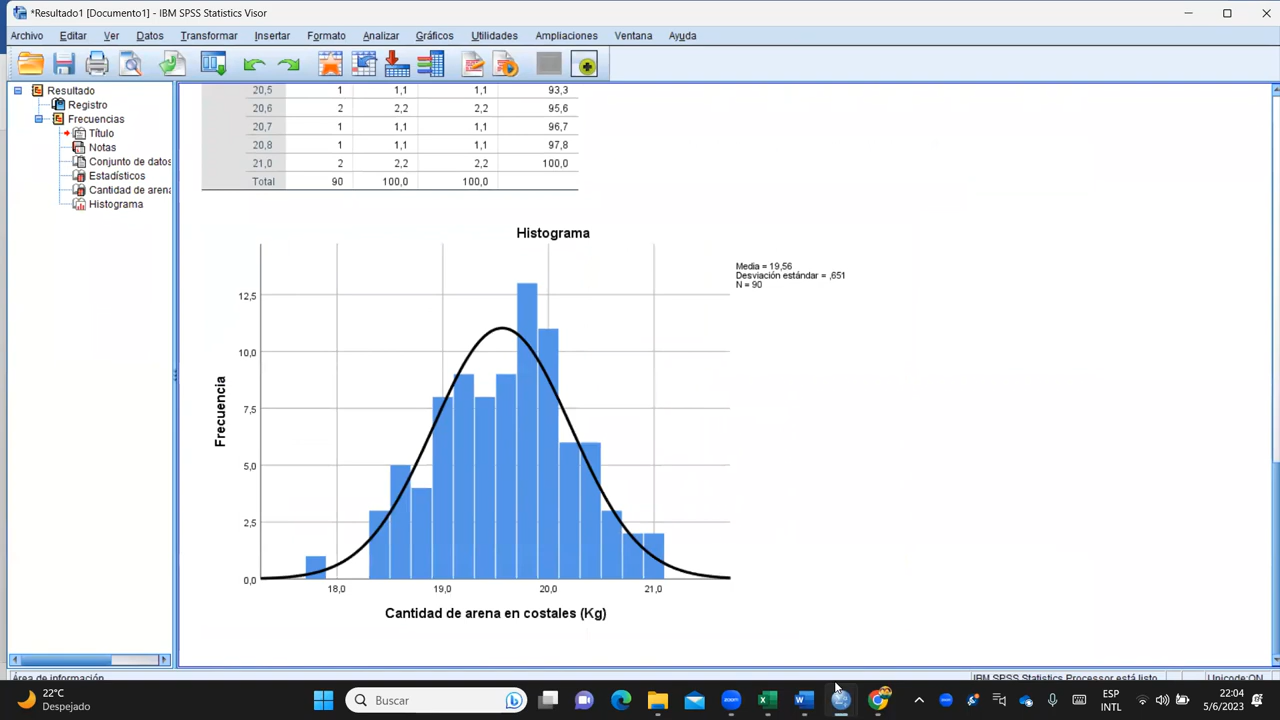 *Resultado1 [Documento1] - IBM SPSS Statistics Visor
Archivo Editar Ver Datos Transformar Insertar Formato Analizar Gráficos Utilidades Ampliaciones Ventana Ayuda
Resultado
Registro
Frecuencias
Título
Notas
Conjunto de datos
Estadísticos
Cantidad de arena
Histograma
20,5 1 1,1 1,1 93,3
20,6 2 2,2 2,2 95,6
20,7 1 1,1 1,1 96,7
20,8 1 1,1 1,1 97,8
21,0 2 2,2 2,2 100,0
Total 90 100,0 100,0
Histograma
Media = 19,56
Desviación estándar = ,651
N = 90
Frecuencia
12,5
10,0
7,5
5,0
2,5
0,0
18,0 19,0 20,0 21,0
Cantidad de arena en costales (Kg)
Área de información
IBM SPSS Statistics Processor está listo
Unicode:ON
22°C
Despejado
Buscar
ESP
INTL
22:04
5/6/2023